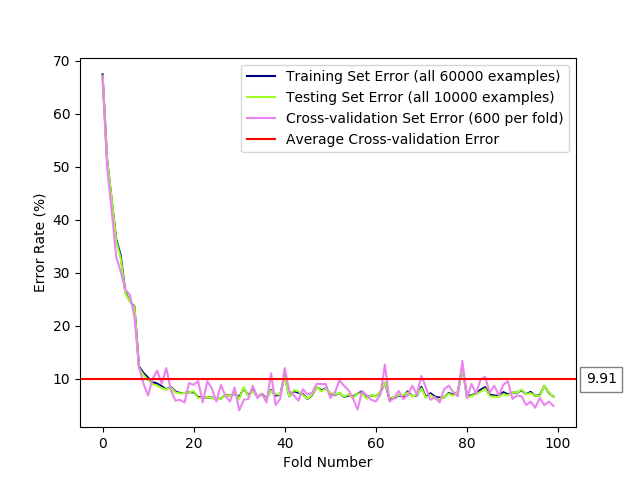 70
60
50
40
30
20
10
Error Rate (%)
Training Set Error (all 60000 examples)
Testing Set Error (all 10000 examples)
Cross-validation Set Error (600 per fold)
Average Cross-validation Error
9.91
0
20
40
60
80
100
Fold Number